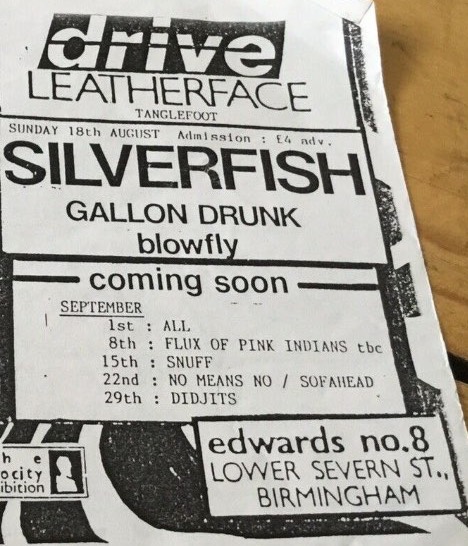 drive
LEATHERFACE
TANGLEFOOT
SUNDAY 18th AUGUST Admission : £4 adv.
SILVERFISH
GALLON DRUNK
blowfly
coming soon
SEPTEMBER
1st : ALL
8th : FLUX OF PINK INDIANS tbc
15th : SNUFF
22nd : NO MEANS NO / SOFAHEAD
29th : DIDJITS
h e
ocity
ibition
edwards no.8
LOWER SEVERN ST.,
BIRMINGHAM